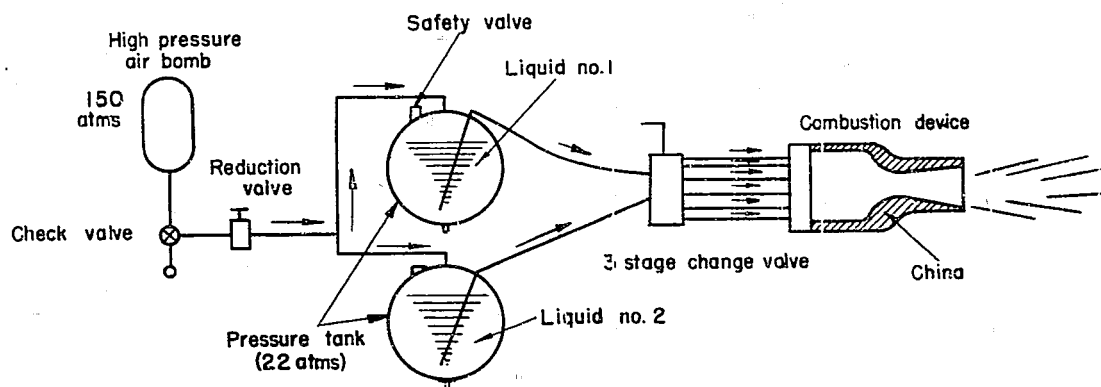 Safety valve
High pressure
air bomb
Liquid no.1
150
atms
Combustion device
Reduction
valve
Check valve
3 stage change valve
China
Pressure tank
(22 atms)
Liquid no. 2